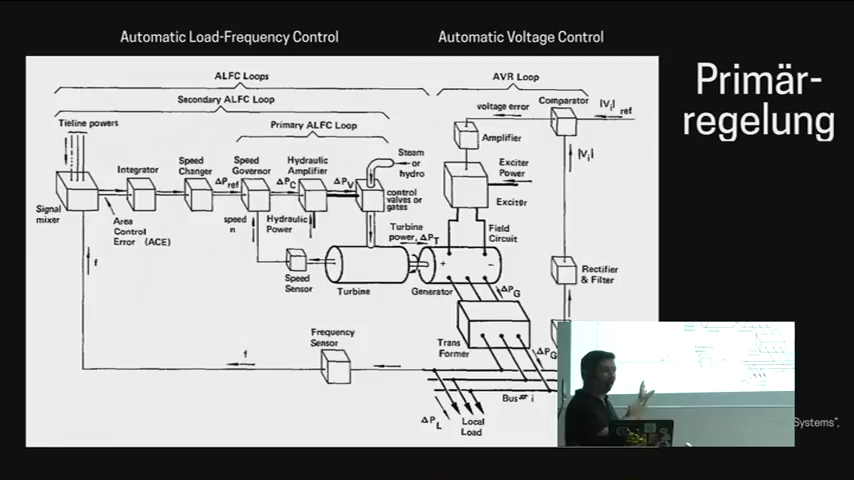 Automatic Load-Frequency Control
Automatic Voltage Control
Primär-
regelung
ALFC Loops
AVR Loop
Secondary ALFC Loop
Primary ALFC Loop
Tieline powers
Integrator
Speed
Changer
Speed
Governor
Hydraulic
Amplifier
Steam
or
hydro
voltage error
Comparator
|Vi| ref
Amplifier
|Vi|
ΔPref
ΔPC
ΔPV
control
valves or
gates
Exciter
Power
Exciter
Signal
mixer
Area
Control
Error (ACE)
speed
n
Hydraulic
Power
Turbine
power, ΔPT
Field
Circuit
f
Speed
Sensor
Turbine
+
–
Generator
ΔPG
Rectifier
& Filter
Frequency
Sensor
f
Trans
Former
ΔPG
Bus # i
ΔPL
Local
Load
Systems",